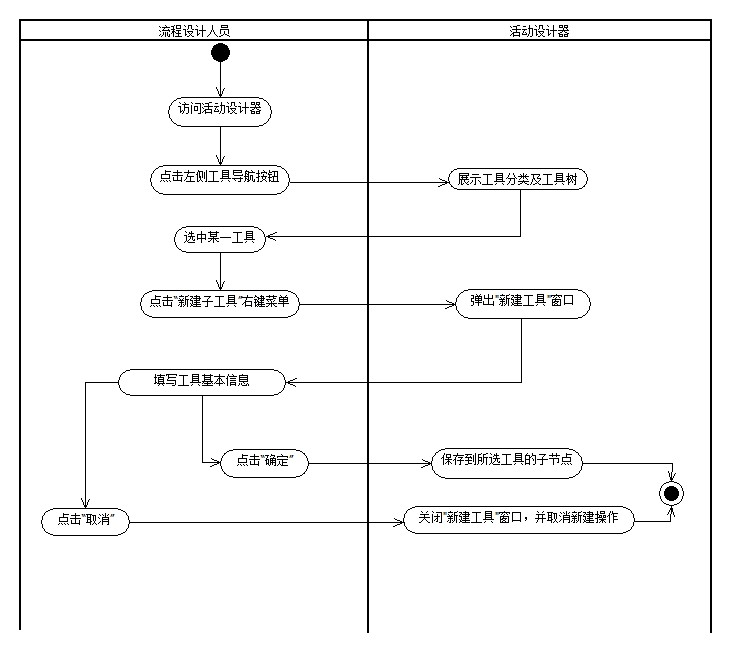 流程设计人员
活动设计器
访问活动设计器
点击左侧工具导航按钮
展示工具分类及工具树
选中某一工具
点击"新建子工具"右键菜单
弹出"新建工具"窗口
填写工具基本信息
点击"确定"
保存到所选工具的子节点
点击"取消"
关闭"新建工具"窗口，并取消新建操作